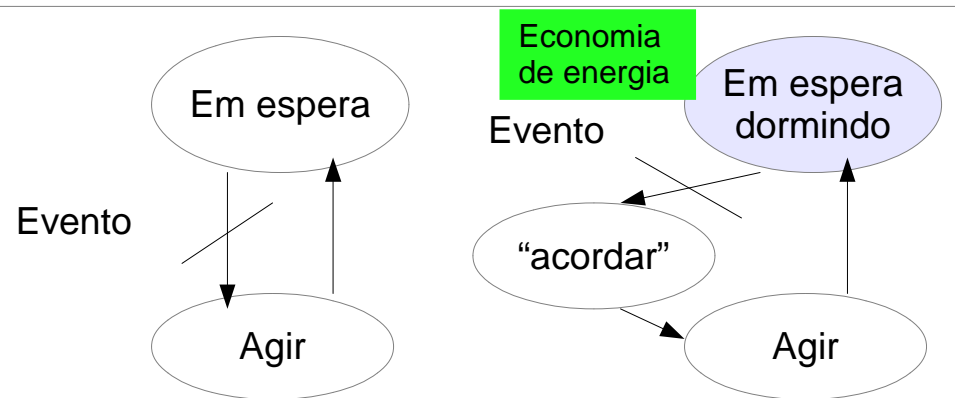 Em espera
Evento
Agir
Economia
de energia
Em espera
dormindo
Evento
“acordar”
Agir